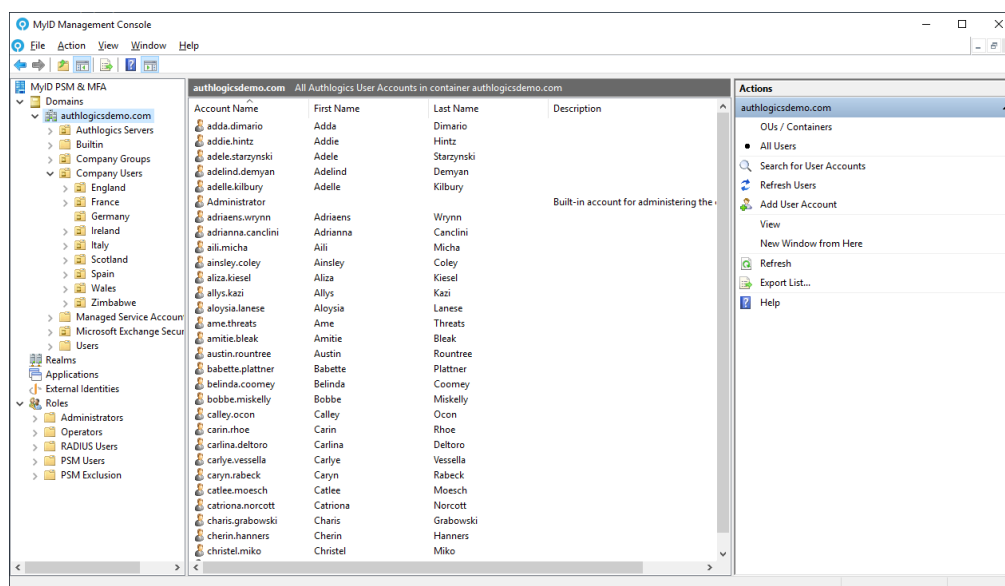 MyID Management Console
File Action View Window Help
MyID PSM & MFA
Domains
authlogicsdemo.com
Authlogics Servers
Builtin
Company Groups
Company Users
England
France
Germany
Ireland
Italy
Scotland
Spain
Wales
Zimbabwe
Managed Service Accoun
Microsoft Exchange Secur
Users
Realms
Applications
External Identities
Roles
Administrators
Operators
RADIUS Users
PSM Users
PSM Exclusion
authlogicsdemo.com All Authlogics User Accounts in container authlogicsdemo.com
Account Name First Name Last Name Description
adda.dimario Adda Dimario
addie.hintz Addie Hintz
adele.starzynski Adele Starzynski
adelind.demyan Adelind Demyan
adelle.kilbury Adelle Kilbury
Administrator Built-in account for administering the
adriaens.wrynn Adriaens Wrynn
adrianna.canclini Adrianna Canclini
aili.micha Aili Micha
ainsley.coley Ainsley Coley
aliza.kiesel Aliza Kiesel
allys.kazi Allys Kazi
aloysia.lanese Aloysia Lanese
ame.threats Ame Threats
amitie.bleak Amitie Bleak
austin.rountree Austin Rountree
babette.plattner Babette Plattner
belinda.coomey Belinda Coomey
bobbe.miskelly Bobbe Miskelly
calley.ocon Calley Ocon
carin.rhoe Carin Rhoe
carlina.deltoro Carlina Deltoro
carlye.vessella Carlye Vessella
caryn.rabeck Caryn Rabeck
catlee.moesch Catlee Moesch
catriona.norcott Catriona Norcott
charis.grabowski Charis Grabowski
cherin.hanners Cherin Hanners
christel.miko Christel Miko
Actions
authlogicsdemo.com
OUs / Containers
All Users
Search for User Accounts
Refresh Users
Add User Account
View
New Window from Here
Refresh
Export List...
Help